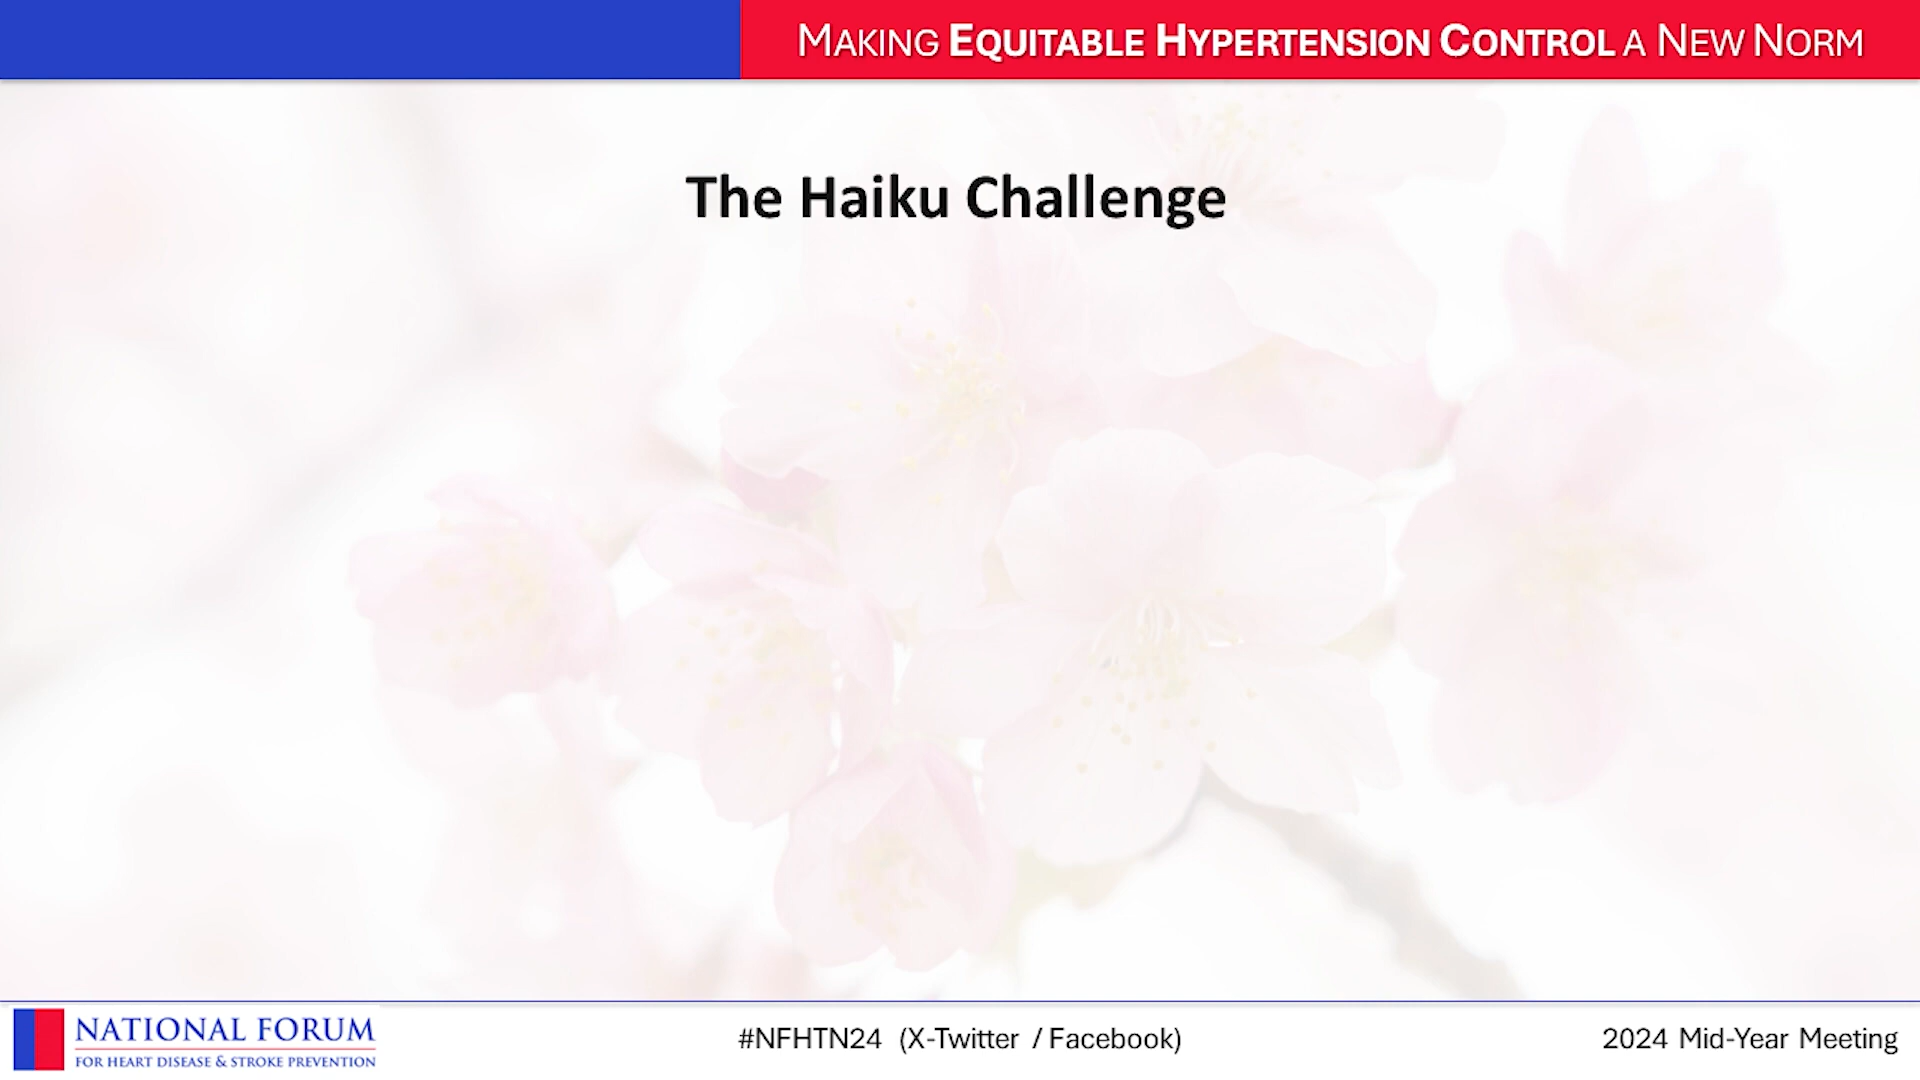 MAKING EQUITABLE HYPERTENSION CONTROL A NEW NORM
The Haiku Challenge
NATIONAL FORUM
FOR HEART DISEASE & STROKE PREVENTION
#NFHTN24 (X-Twitter / Facebook)
2024 Mid-Year Meeting